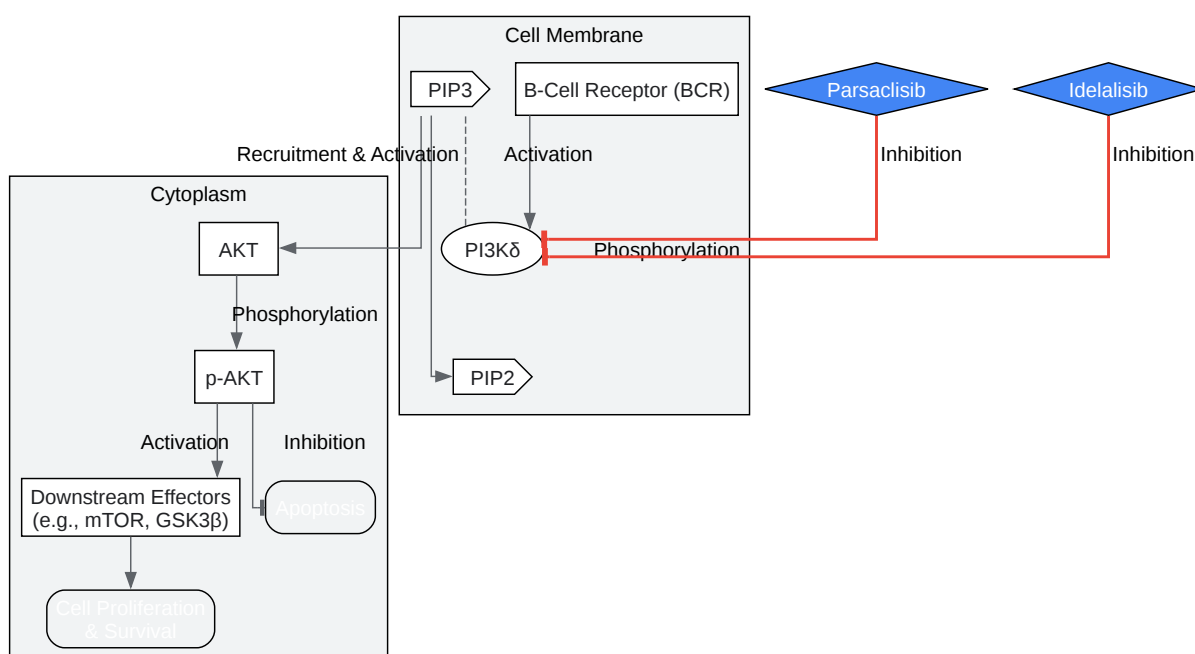 Cell Membrane
PIP3
B-Cell Receptor (BCR)
Parsaclisib
Idelalisib
Recruitment & Activation
Activation
Inhibition
Inhibition
Cytoplasm
AKT
PI3Kδ
Phosphorylation
Phosphorylation
p-AKT
PIP2
Activation
Inhibition
Downstream Effectors
(e.g., mTOR, GSK3β)
Apoptosis
Cell Proliferation
& Survival